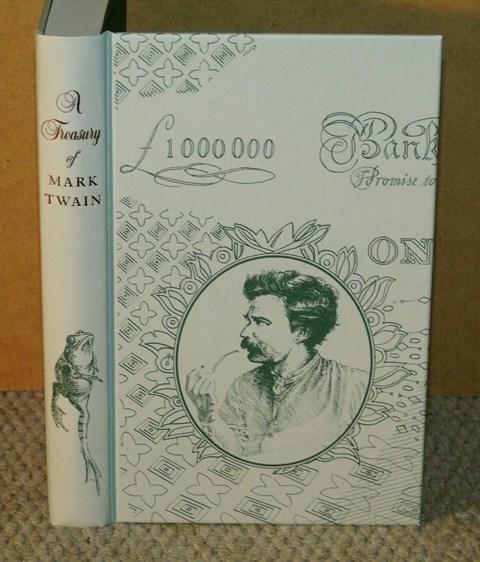 A
Treasury
of
MARK
TWAIN
£1000000
Bank
I Promise to
ON